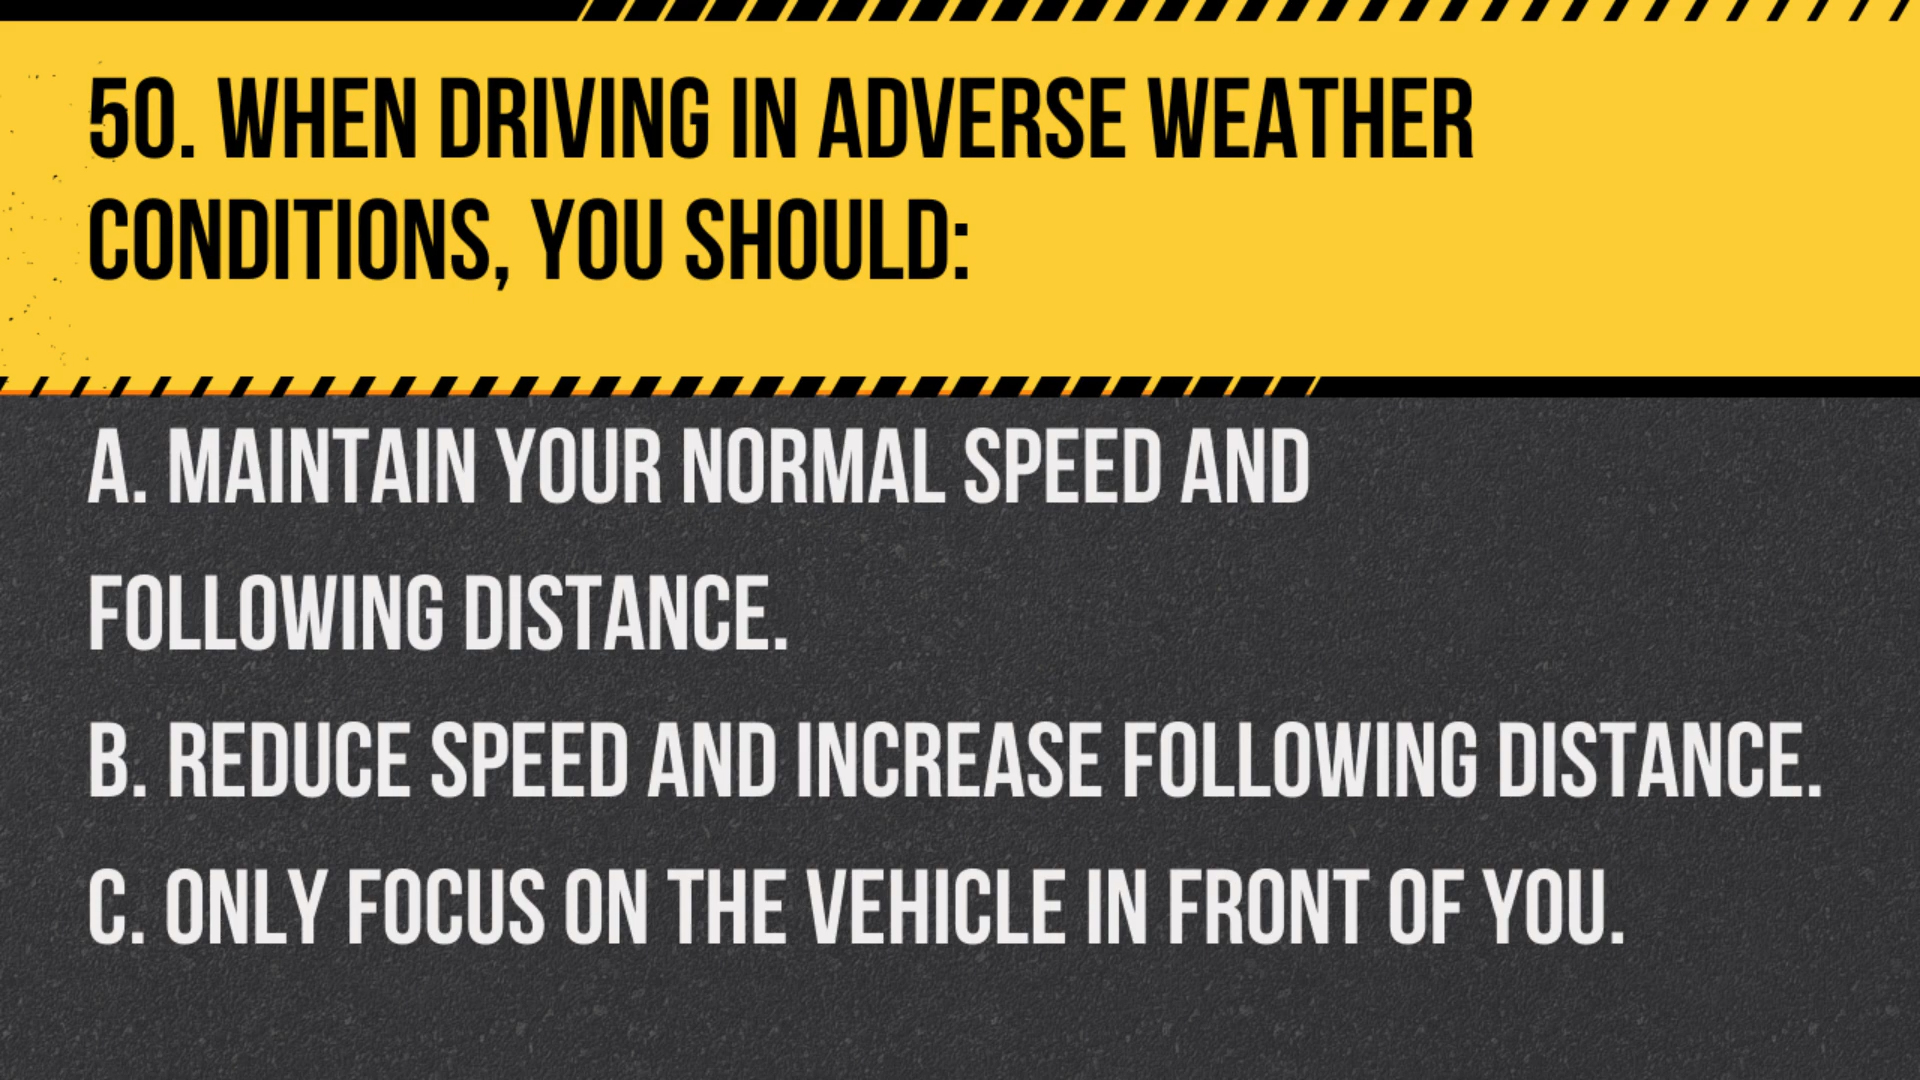 50. WHEN DRIVING IN ADVERSE WEATHER
CONDITIONS, YOU SHOULD:
A. MAINTAIN YOUR NORMAL SPEED AND
FOLLOWING DISTANCE.
B. REDUCE SPEED AND INCREASE FOLLOWING DISTANCE.
C. ONLY FOCUS ON THE VEHICLE IN FRONT OF YOU.